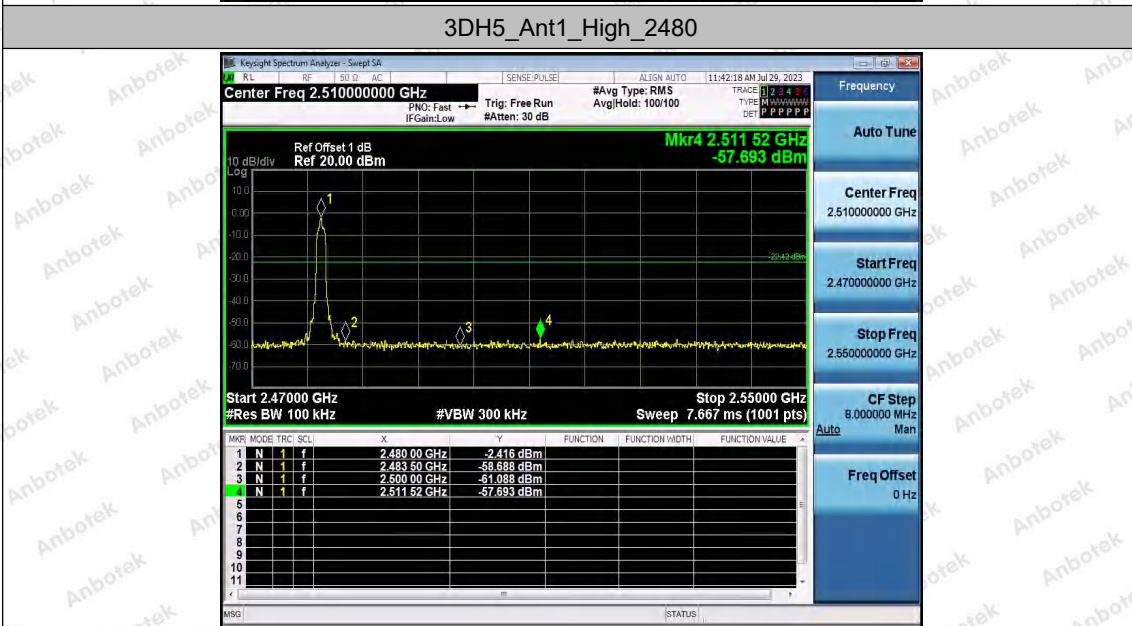 3DH5_Ant1_High_2480
Keysight Spectrum Analyzer - Swept SA
RL RF 50 Ω AC SENSE:PULSE ALIGN AUTO 11:42:18 AM Jul 29, 2023
Center Freq 2.510000000 GHz
PNO: Fast
IFGain:Low
Trig: Free Run
#Atten: 30 dB
#Avg Type: RMS
Avg|Hold: 100/100
TRACE 1 2 3 4 5 6
TYPE M WWWWW
DET P P P P P P
Frequency
Auto Tune
Center Freq
2.510000000 GHz
Start Freq
2.470000000 GHz
Stop Freq
2.550000000 GHz
CF Step
8.000000 MHz
Auto Man
Freq Offset
0 Hz
Mkr4 2.511 52 GHz
-57.693 dBm
Ref Offset 1 dB
10 dB/div Ref 20.00 dBm
Log
10.0
0.00
-10.0
-20.0
-30.0
-40.0
-50.0
-60.0
-70.0
1
2
3
4
-22.42 dBm
Start 2.47000 GHz Stop 2.55000 GHz
#Res BW 100 kHz #VBW 300 kHz Sweep 7.667 ms (1001 pts)
MKR MODE TRC SCL X Y FUNCTION FUNCTION WIDTH FUNCTION VALUE
1 N 1 f 2.480 00 GHz -2.416 dBm
2 N 1 f 2.483 50 GHz -58.688 dBm
3 N 1 f 2.500 00 GHz -61.088 dBm
4 N 1 f 2.511 52 GHz -57.693 dBm
5
6
7
8
9
10
11
MSG STATUS
Anbotek